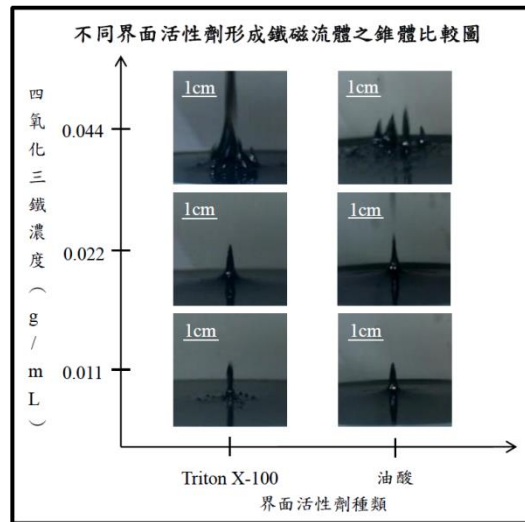 不同界面活性劑形成鐵磁流體之錐體比較圖
四氧化三鐵濃度(g/mL)
0.044
1cm
1cm
0.022
1cm
1cm
0.011
1cm
1cm
Triton X-100
油酸
界面活性劑種類